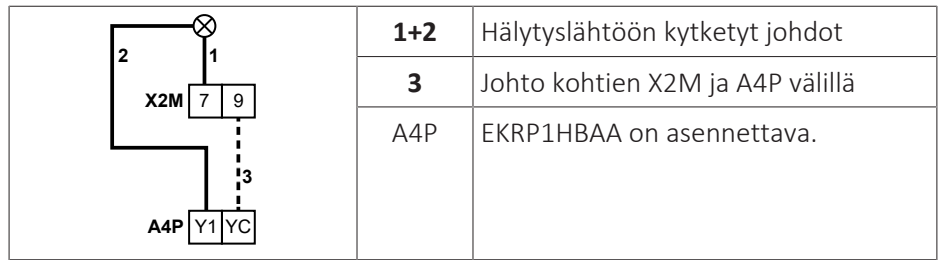 2
1
X2M 7 9
3
A4P Y1 YC
1+2 Hälytyslähtöön kytketyt johdot
3 Johto kohtien X2M ja A4P välillä
A4P EKRP1HBAA on asennettava.